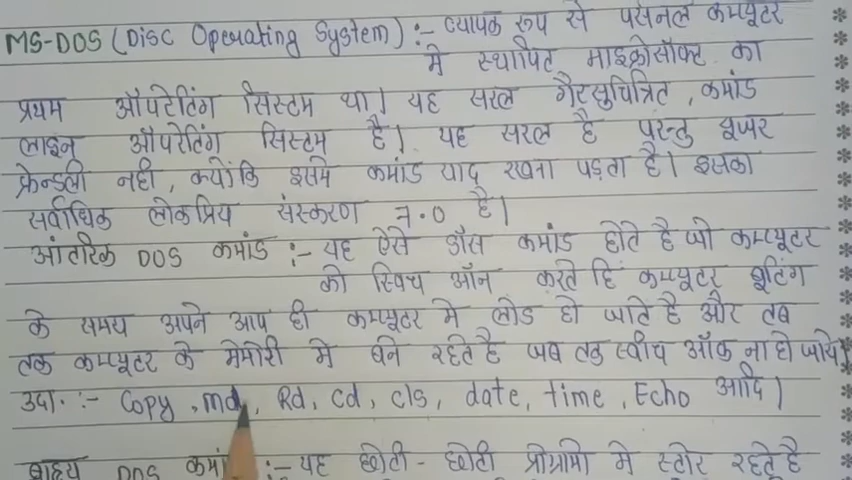 MS-DOS (Disc Operating System) :- व्यापक रूप से पर्सनल कम्प्यूटर
मे स्थापित माइक्रोसॉफ्ट का
प्रथम ऑपरेटिंग सिस्टम था। यह सरल गैरसुचित्रित, कमांड
लाइन ऑपरेटिंग सिस्टम है। यह सरल है परन्तु यूजर
फ्रेन्डली नही, क्योंकि इसमे कमांड याद रखना पड़ता है। इसका
सर्वाधिक लोकप्रिय संस्करण 7.0 है।
आंतरिक DOS कमांड :- यह ऐसे डॉस कमांड होते है जो कम्प्यूटर
को स्विच ऑन करते हि कम्प्यूटर बूटिंग
के समय अपने आप ही कम्प्यूटर मे लोड हो जाते है और तब
तक कम्प्यूटर के मेमोरी मे बने रहते है जब तक स्वीच ऑफ ना हो जाये।
उदा. :- Copy, md, Rd, cd, cls, date, time, Echo आदि।
बाह्य DOS कमां :- यह छोटी - छोटी प्रोग्रामो मे स्टोर रहते है